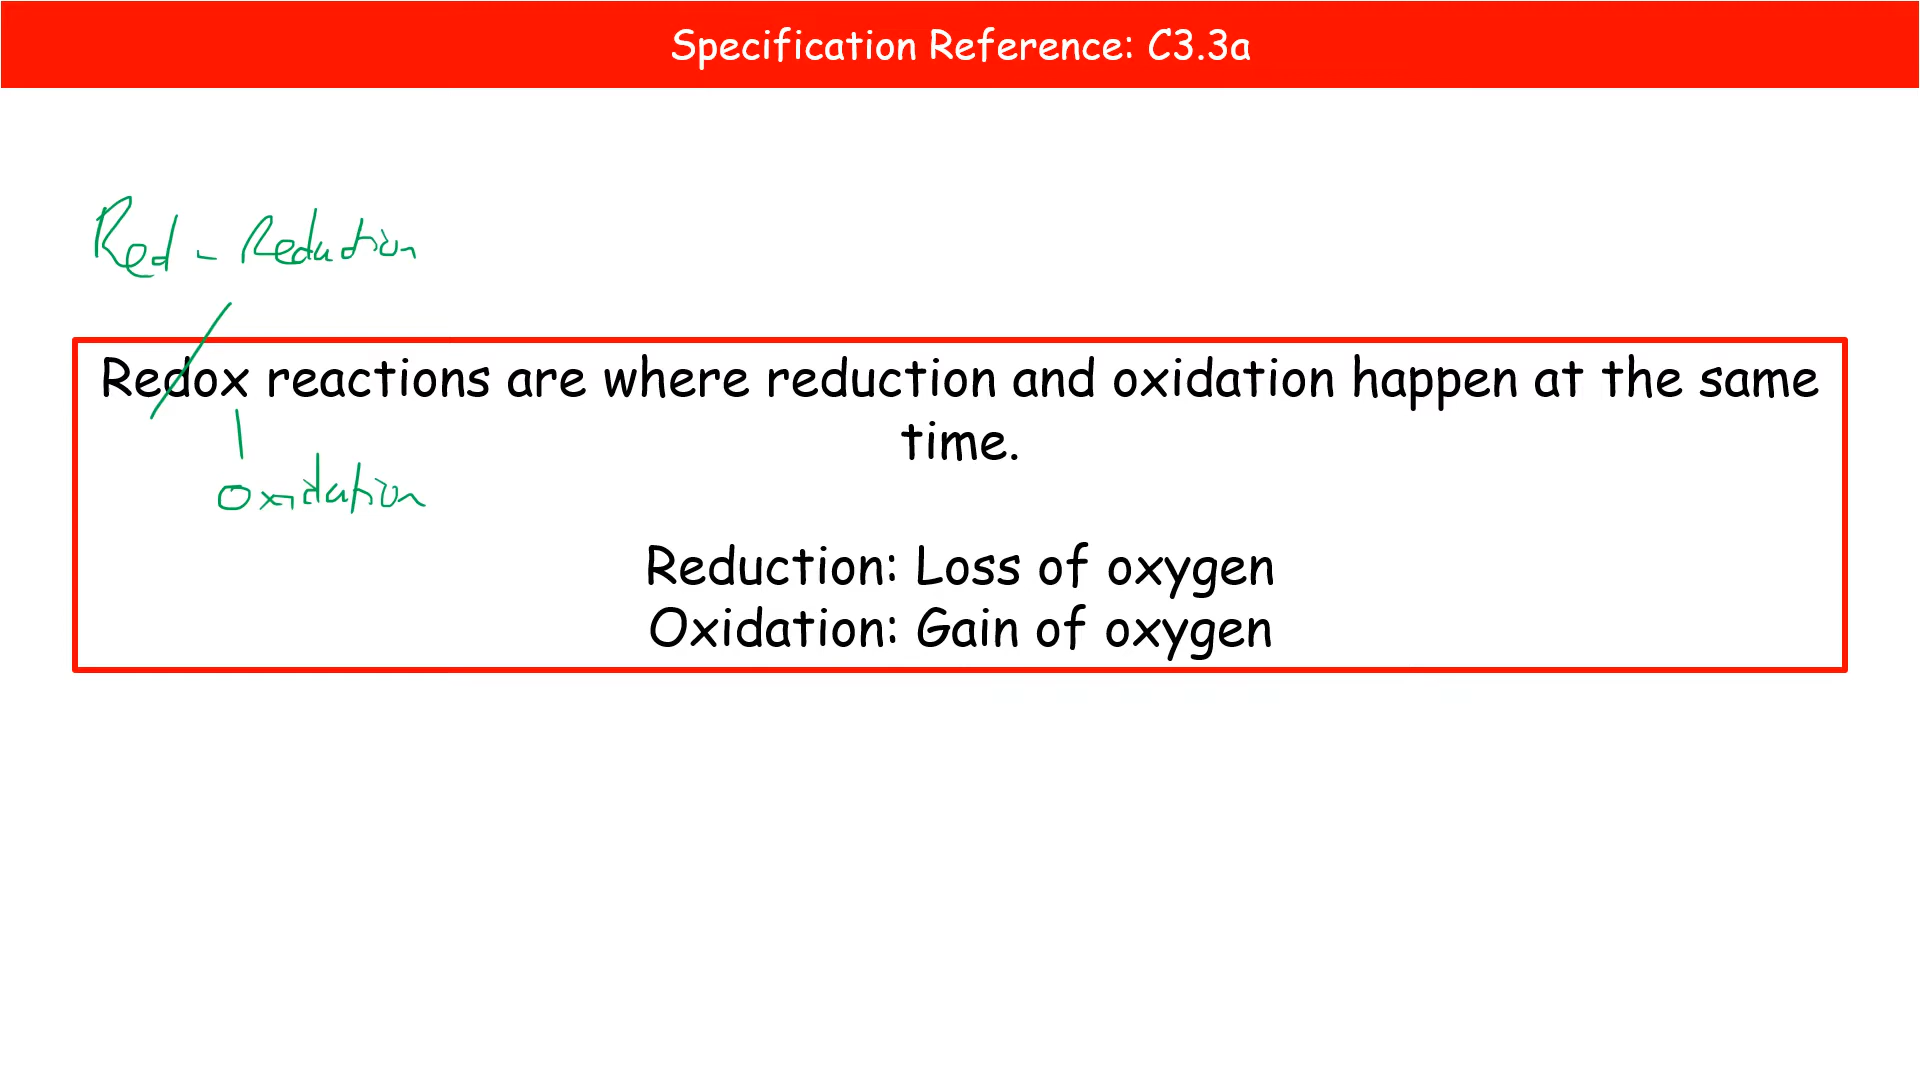 Specification Reference: C3.3a
Red - Reduction
Redox reactions are where reduction and oxidation happen at the same
time.
oxidation
Reduction: Loss of oxygen
Oxidation: Gain of oxygen